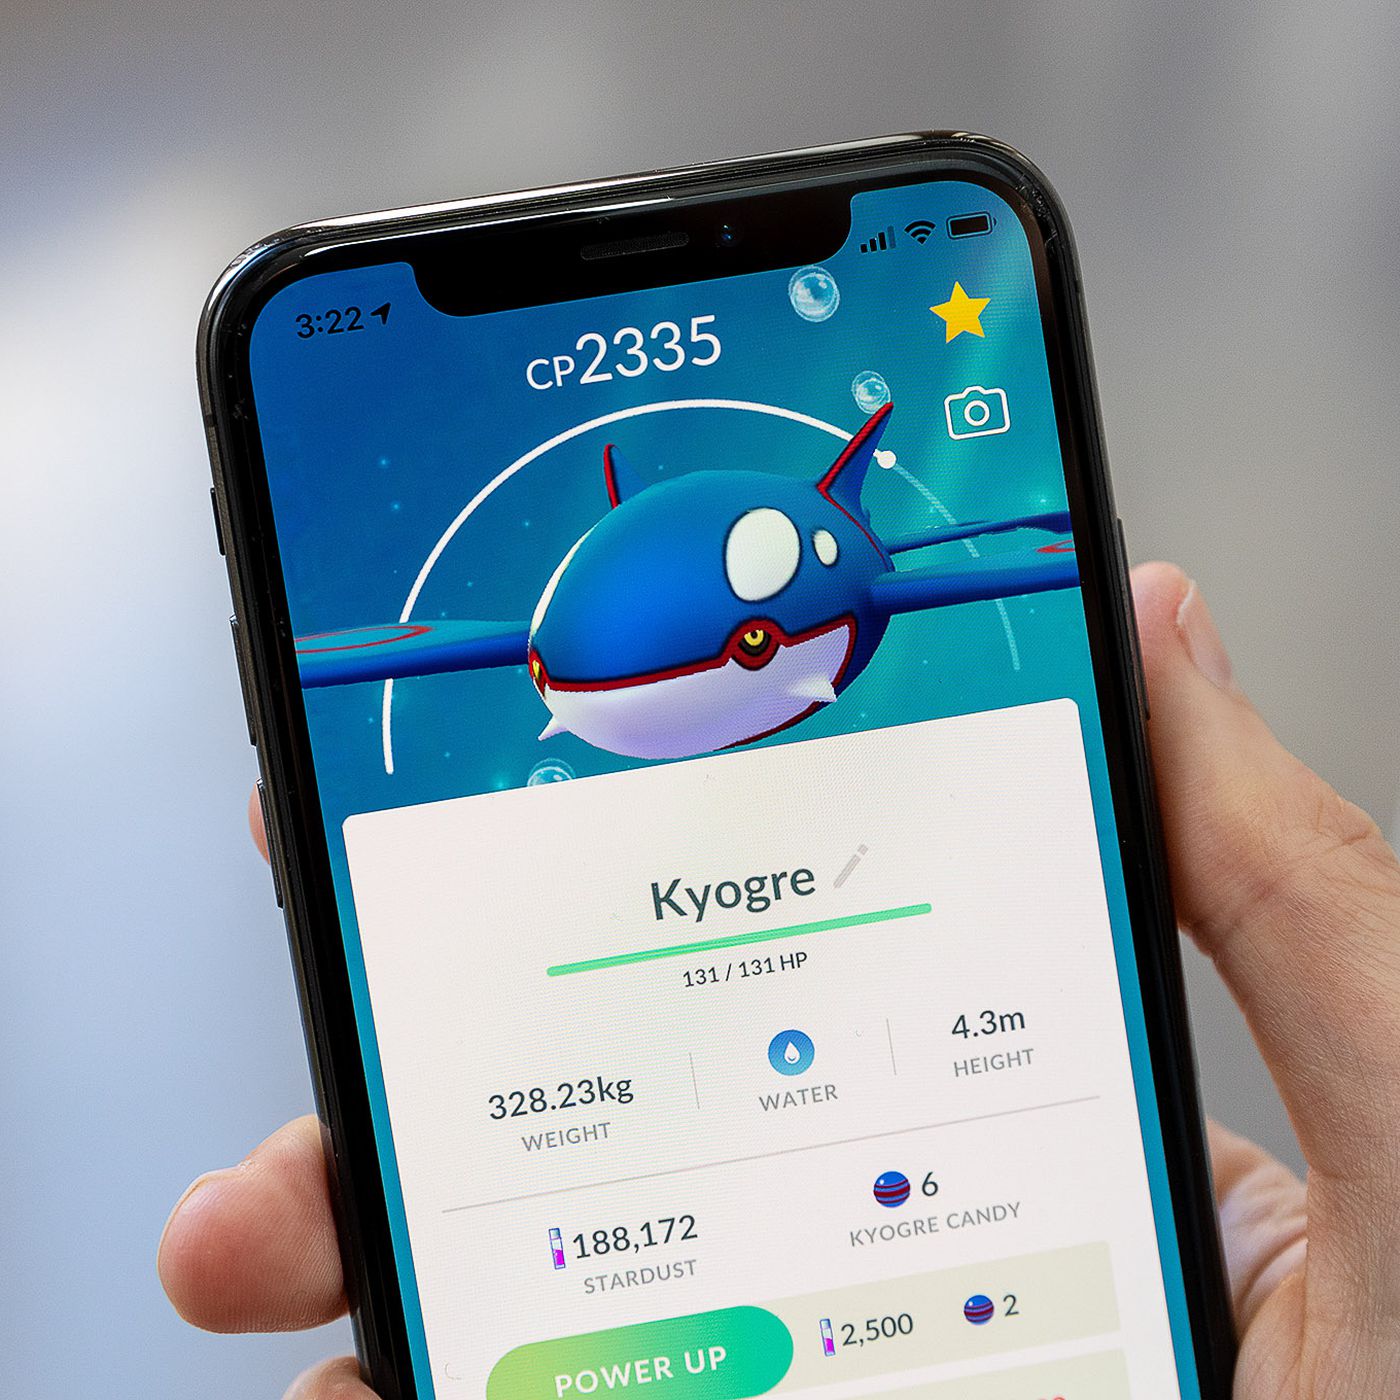 3:22
CP2335
Kyogre
131 / 131 HP
328.23kg
WEIGHT
WATER
4.3m
HEIGHT
188,172
STARDUST
6
KYOGRE CANDY
POWER UP
2,500
2